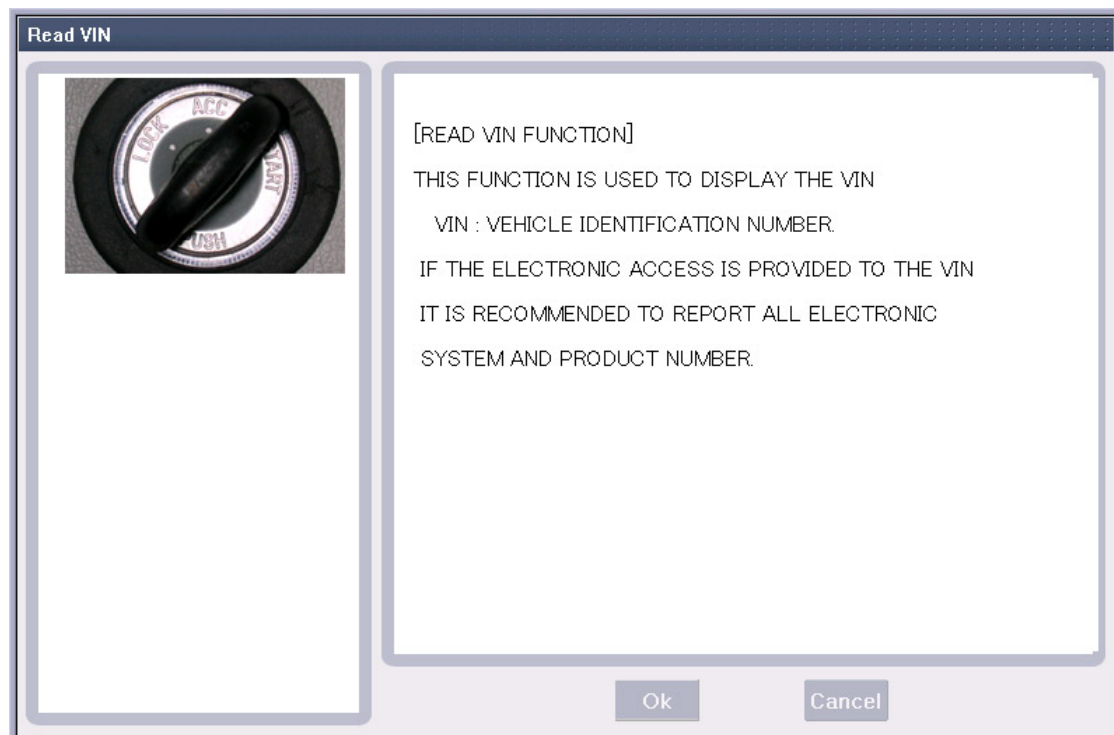 Read VIN
ACC
LOCK
START
PUSH
[READ VIN FUNCTION]
THIS FUNCTION IS USED TO DISPLAY THE VIN
VIN : VEHICLE IDENTIFICATION NUMBER.
IF THE ELECTRONIC ACCESS IS PROVIDED TO THE VIN
IT IS RECOMMENDED TO REPORT ALL ELECTRONIC
SYSTEM AND PRODUCT NUMBER.
Ok
Cancel